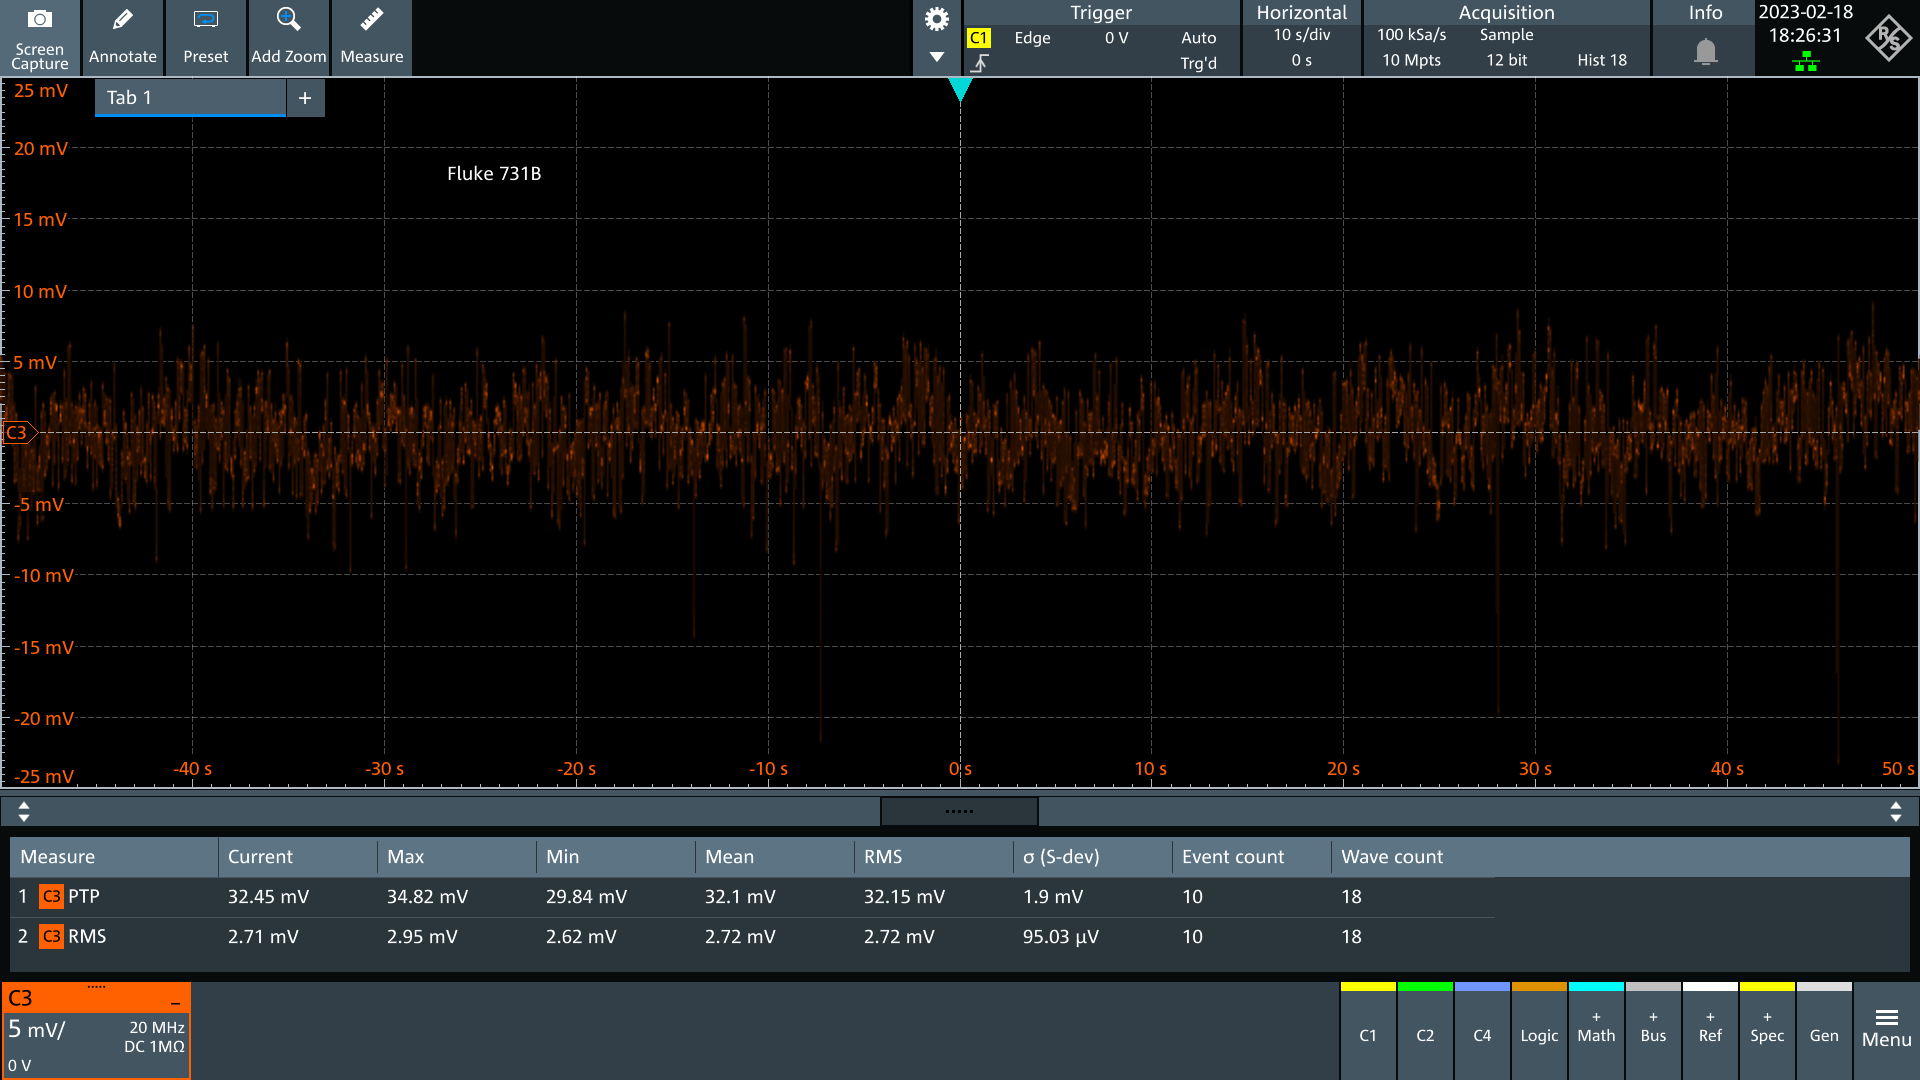 Screen Capture
Annotate
Preset
Add Zoom
Measure
Trigger
C1 Edge 0 V Auto
Trg'd
Horizontal
10 s/div
0 s
Acquisition
100 kSa/s Sample
10 Mpts 12 bit Hist 18
Info
2023-02-18
18:26:31
R S
25 mV
Tab 1 +
20 mV
Fluke 731B
15 mV
10 mV
5 mV
C3
-5 mV
-10 mV
-15 mV
-20 mV
-25 mV
-40 s -30 s -20 s -10 s 0 s 10 s 20 s 30 s 40 s 50 s
Measure Current Max Min Mean RMS σ (S-dev) Event count Wave count
1 C3 PTP 32.45 mV 34.82 mV 29.84 mV 32.1 mV 32.15 mV 1.9 mV 10 18
2 C3 RMS 2.71 mV 2.95 mV 2.62 mV 2.72 mV 2.72 mV 95.03 µV 10 18
C3
5 mV/ 20 MHz
DC 1MΩ
0 V
C1
C2
C4
Logic
+ Math
+ Bus
+ Ref
+ Spec
Gen
Menu